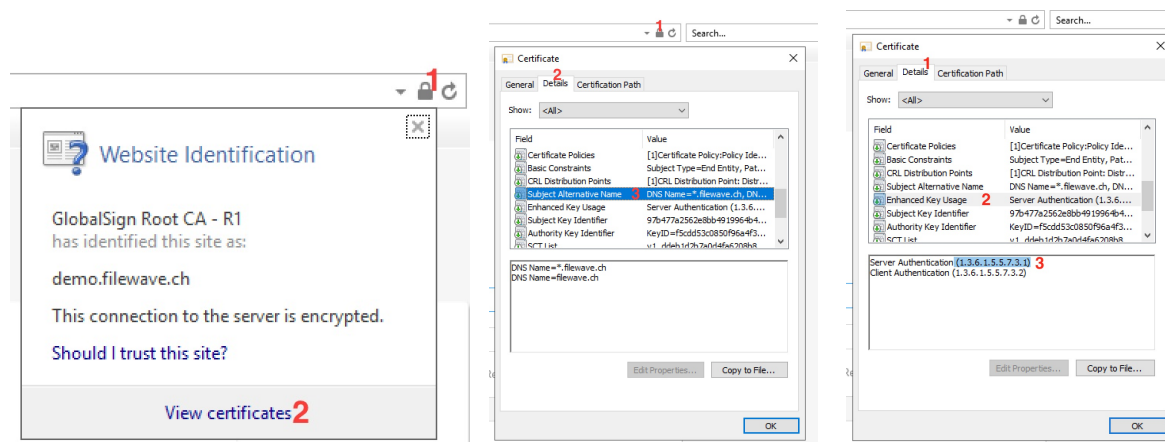 1
Website Identification
GlobalSign Root CA - R1
has identified this site as:
demo.filewave.ch
This connection to the server is encrypted.
Should I trust this site?
View certificates 2
1
Search...
Certificate
2
General Details Certification Path
Show: <All>
Field Value
Certificate Policies [1]Certificate Policy:Policy Ide...
Basic Constraints Subject Type=End Entity, Pat...
CRL Distribution Points [1]CRL Distribution Point: Distr...
Subject Alternative Name 3 DNS Name=*.filewave.ch, DN...
Enhanced Key Usage Server Authentication (1.3.6....
Subject Key Identifier 97b477a2562e8bb4919964b4...
Authority Key Identifier KeyID=f5cdd53c0850f96a4f3...
SCT List v1, ddeb1d2b7a0d4fa6208b8...
DNS Name=*.filewave.ch
DNS Name=filewave.ch
Edit Properties... Copy to File...
OK
Search...
Certificate
1
General Details Certification Path
Show: <All>
Field Value
Certificate Policies [1]Certificate Policy:Policy Ide...
Basic Constraints Subject Type=End Entity, Pat...
CRL Distribution Points [1]CRL Distribution Point: Distr...
Subject Alternative Name DNS Name=*.filewave.ch, DN...
Enhanced Key Usage 2 Server Authentication (1.3.6....
Subject Key Identifier 97b477a2562e8bb4919964b4...
Authority Key Identifier KeyID=f5cdd53c0850f96a4f3...
SCT List v1, ddeb1d2b7a0d4fa6208b8...
Server Authentication (1.3.6.1.5.5.7.3.1) 3
Client Authentication (1.3.6.1.5.5.7.3.2)
Edit Properties... Copy to File...
OK